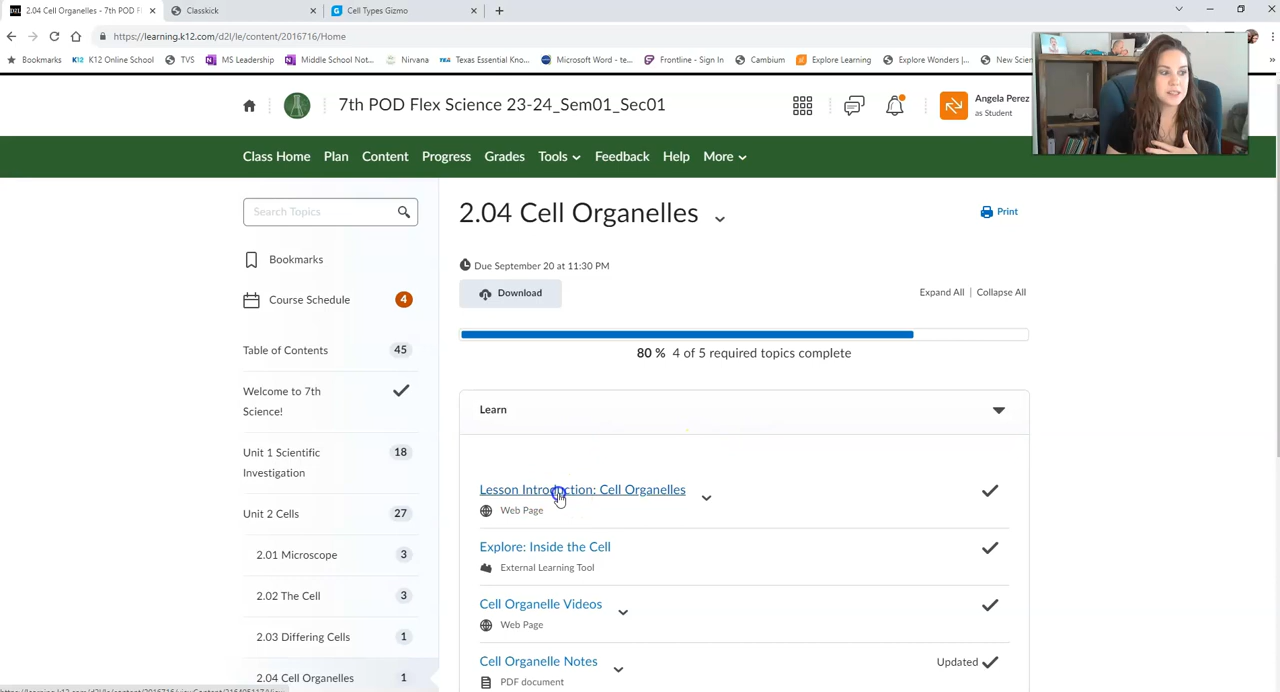 2.04 Cell Organelles - 7th POD Fl
Classkick
Cell Types Gizmo
https://learning.k12.com/d2l/le/content/2016716/Home
Bookmarks
K12 Online School
TVS
MS Leadership
Middle School Not...
Nirvana
Texas Essential Kno...
Microsoft Word - te...
Frontline - Sign In
Cambium
Explore Learning
Explore Wonders |...
New Scien
7th POD Flex Science 23-24_Sem01_Sec01
Angela Perez
as Student
Class Home Plan Content Progress Grades Tools Feedback Help More
Search Topics
Bookmarks
Course Schedule 4
Table of Contents 45
Welcome to 7th
Science!
Unit 1 Scientific 18
Investigation
Unit 2 Cells 27
2.01 Microscope 3
2.02 The Cell 3
2.03 Differing Cells 1
2.04 Cell Organelles 1
2.04 Cell Organelles
Print
Due September 20 at 11:30 PM
Download
Expand All | Collapse All
80 % 4 of 5 required topics complete
Learn
Lesson Introduction: Cell Organelles
Web Page
Explore: Inside the Cell
External Learning Tool
Cell Organelle Videos
Web Page
Cell Organelle Notes
Updated
PDF document